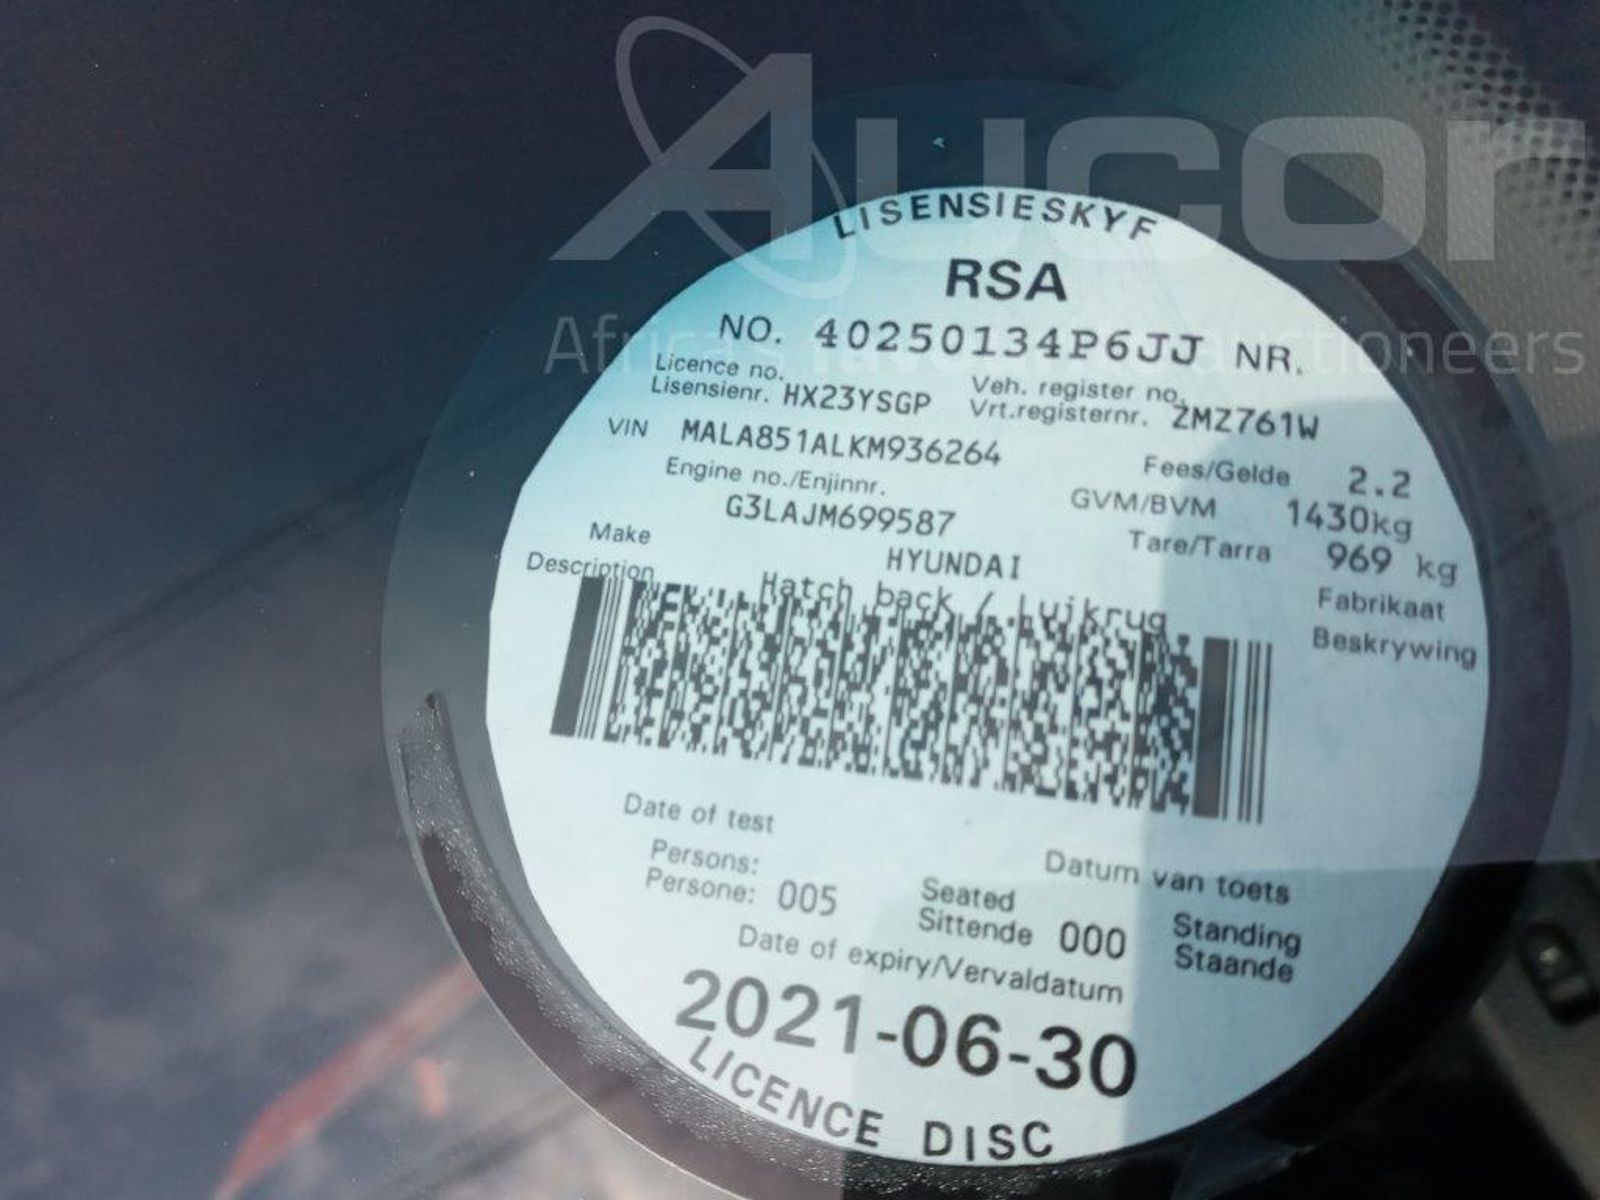 Aucor
Africa's favourite auctioneers
LISENSIESKYF
RSA
NO. 40250134P6JJ NR.
Licence no. Veh. register no.
Lisensienr. HX23YSGP Vrt.registernr. ZMZ761W
VIN MALA851ALKM936264 Fees/Gelde 2.2
Engine no./Enjinnr. GVM/BVM 1430kg
G3LAJM699587 Tare/Tarra 969 kg
Make HYUNDAI Fabrikaat
Description Hatch back / Luikrug Beskrywing
Date of test Datum van toets
Persons: Seated Standing
Persone: 005 Sittende 000 Staande
Date of expiry/Vervaldatum
2021-06-30
LICENCE DISC